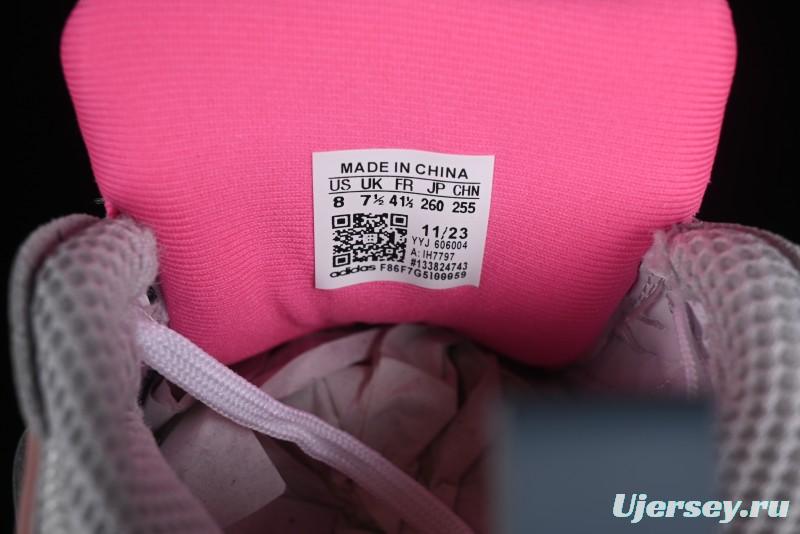 MADE IN CHINA
US UK FR JP CHN
8 7½ 41½ 260 255
11/23
YYJ 606004
A: IH7797
#133824743
adidas F86F7G5100059
Ujersey.ru